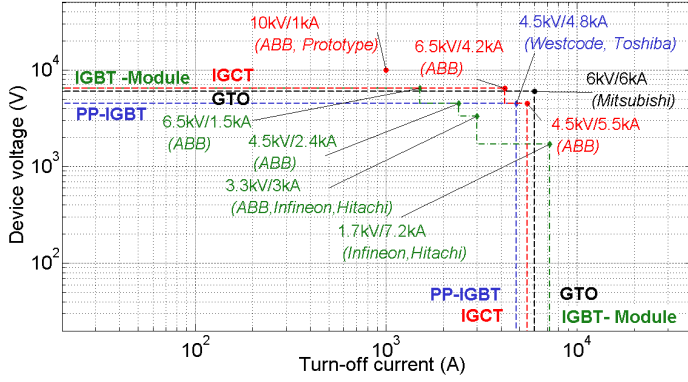 10kV/1kA
(ABB, Prototype)
4.5kV/4.8kA
(Westcode, Toshiba)
6.5kV/4.2kA
(ABB)
10^4
IGBT -Module
IGCT
GTO
PP-IGBT
6kV/6kA
(Mitsubishi)
6.5kV/1.5kA
(ABB)
4.5kV/2.4kA
(ABB)
4.5kV/5.5kA
(ABB)
3.3kV/3kA
(ABB,Infineon,Hitachi)
1.7kV/7.2kA
(Infineon,Hitachi)
10^3
10^2
Device voltage (V)
PP-IGBT
GTO
IGCT
IGBT- Module
10^2
10^3
10^4
Turn-off current (A)